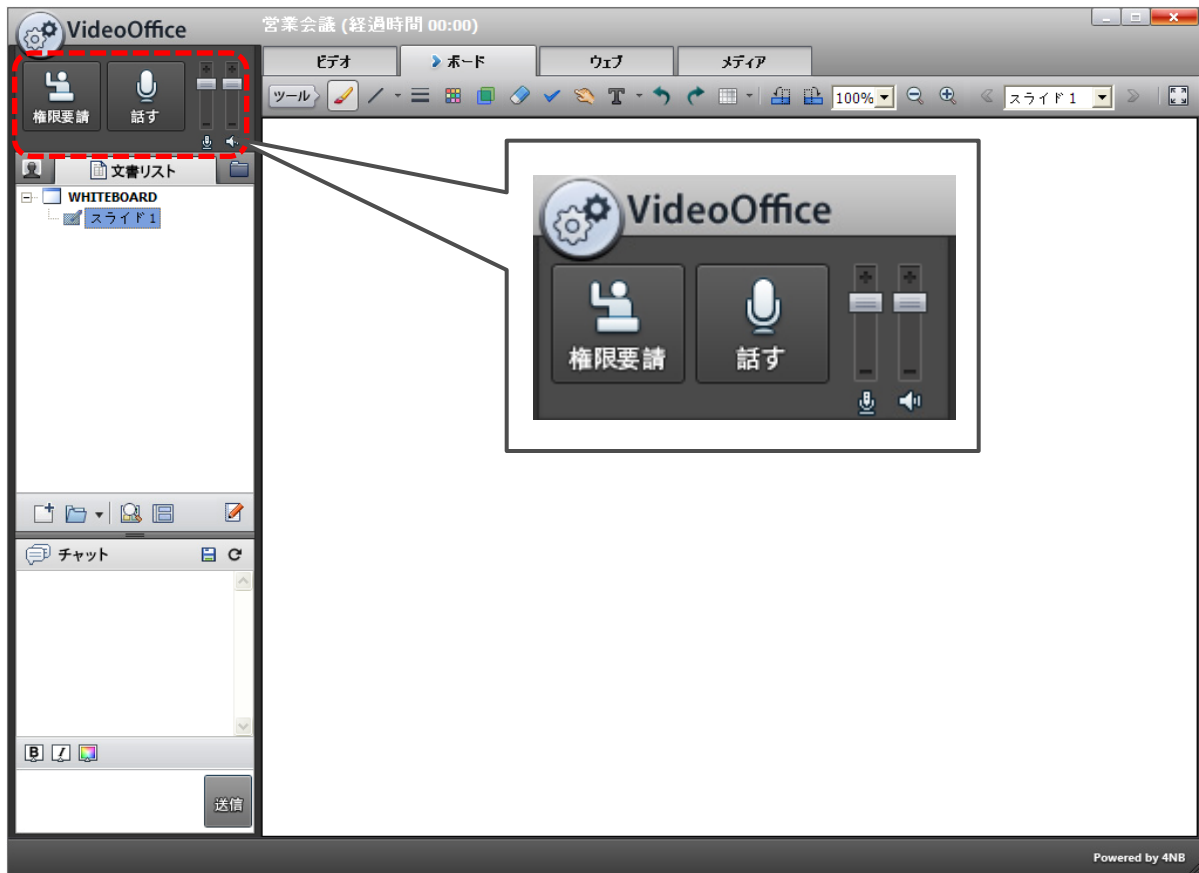 VideoOffice
営業会議 (経過時間 00:00)
ビデオ
ボード
ウェブ
メディア
権限要請
話す
ツール
T
100%
スライド 1
文書リスト
WHITEBOARD
スライド 1
VideoOffice
権限要請
話す
チャット
B I
送信
Powered by 4NB